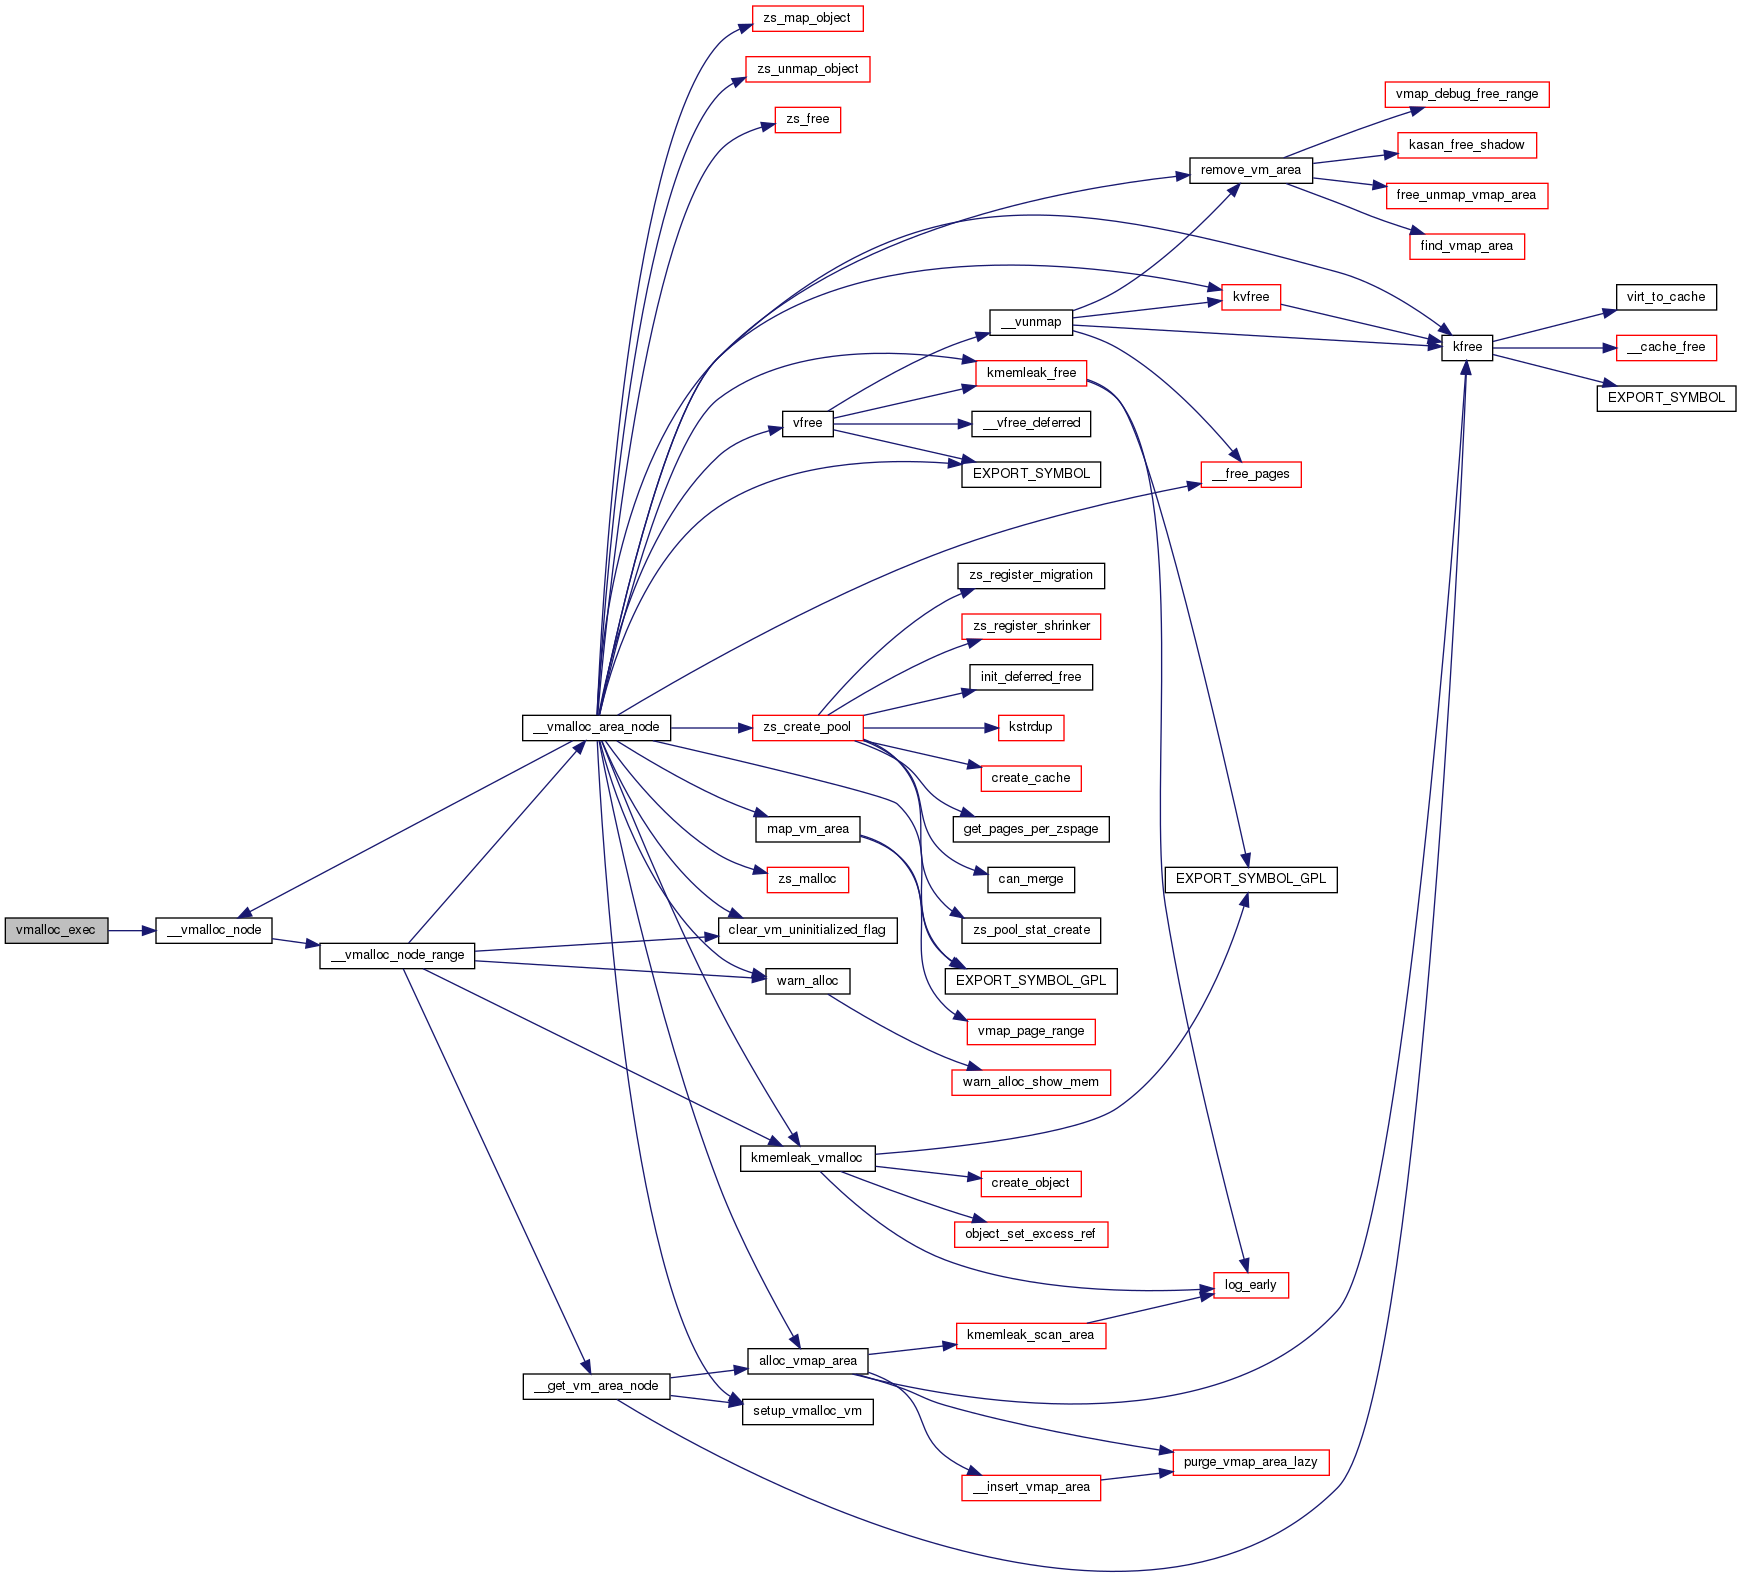 zs_map_object
zs_unmap_object
vmap_debug_free_range
zs_free
kasan_free_shadow
remove_vm_area
free_unmap_vmap_area
find_vmap_area
kvfree
virt_to_cache
__vunmap
kfree
__cache_free
kmemleak_free
EXPORT_SYMBOL
vfree
__vfree_deferred
EXPORT_SYMBOL
__free_pages
zs_register_migration
zs_register_shrinker
init_deferred_free
__vmalloc_area_node
zs_create_pool
kstrdup
create_cache
map_vm_area
get_pages_per_zspage
zs_malloc
can_merge
EXPORT_SYMBOL_GPL
vmalloc_exec
__vmalloc_node
clear_vm_uninitialized_flag
zs_pool_stat_create
__vmalloc_node_range
warn_alloc
EXPORT_SYMBOL_GPL
vmap_page_range
warn_alloc_show_mem
kmemleak_vmalloc
create_object
object_set_excess_ref
log_early
kmemleak_scan_area
alloc_vmap_area
__get_vm_area_node
setup_vmalloc_vm
purge_vmap_area_lazy
__insert_vmap_area